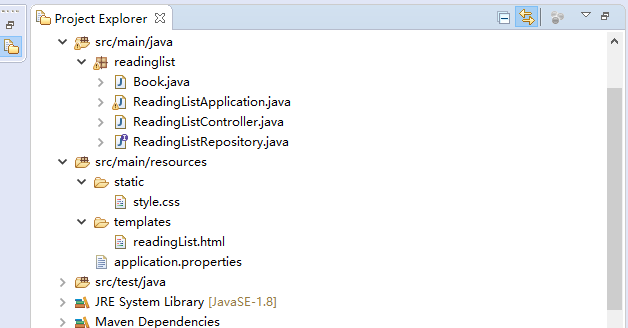 Project Explorer
src/main/java
readinglist
Book.java
ReadingListApplication.java
ReadingListController.java
ReadingListRepository.java
src/main/resources
static
style.css
templates
readingList.html
application.properties
src/test/java
JRE System Library [JavaSE-1.8]
Maven Dependencies